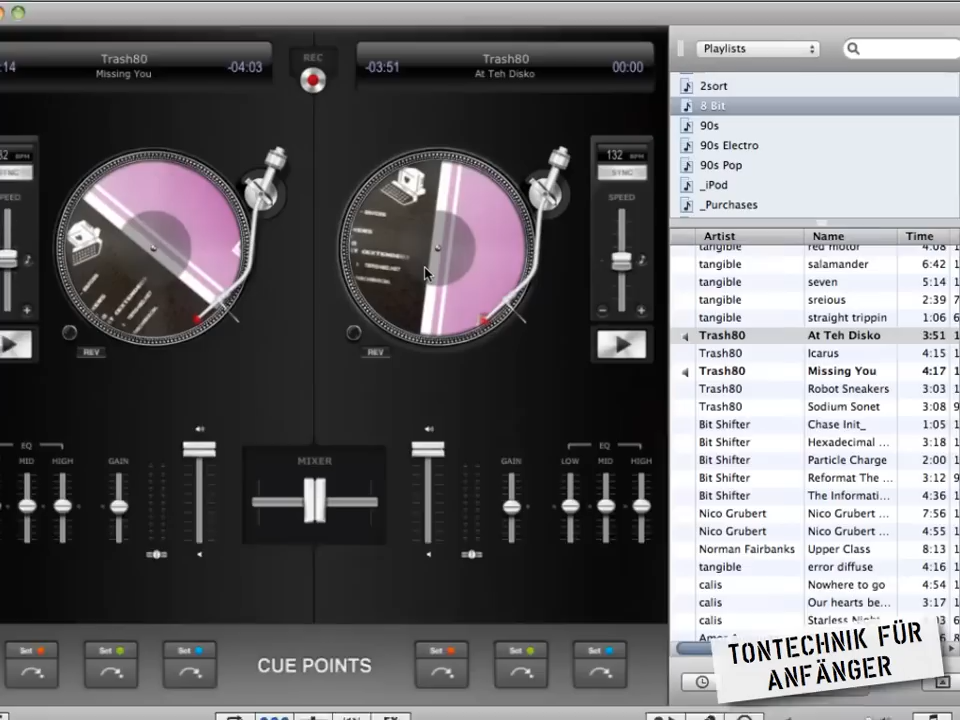 Trash80
Missing You
:14
-04:03
REC
Trash80
At Teh Disko
-03:51
00:00
Playlists
2sort
8 Bit
90s
90s Electro
90s Pop
_iPod
_Purchases
132 BPM
SYNC
SPEED
REV
REV
Artist Name Time
tangible red motor 4:08
tangible salamander 6:42
tangible seven 5:14
tangible sreious 2:39
tangible straight trippin 1:06
Trash80 At Teh Disko 3:51
Trash80 Icarus 4:15
Trash80 Missing You 4:17
Trash80 Robot Sneakers 3:03
Trash80 Sodium Sonet 3:08
Bit Shifter Chase Init_ 1:05
Bit Shifter Hexadecimal ... 3:18
Bit Shifter Particle Charge 2:00
Bit Shifter Reformat The ... 3:12
Bit Shifter The Informati... 4:36
Nico Grubert Nico Grubert ... 7:56
Nico Grubert Nico Grubert ... 4:55
Norman Fairbanks Upper Class 8:13
tangible error diffuse 4:16
calis Nowhere to go 4:54
calis Our hearts be... 3:17
calis
EQ
MID HIGH GAIN
MIXER
EQ
GAIN LOW MID HIGH
Set Set Set
CUE POINTS
Set Set Set
TONTECHNIK FÜR
ANFÄNGER